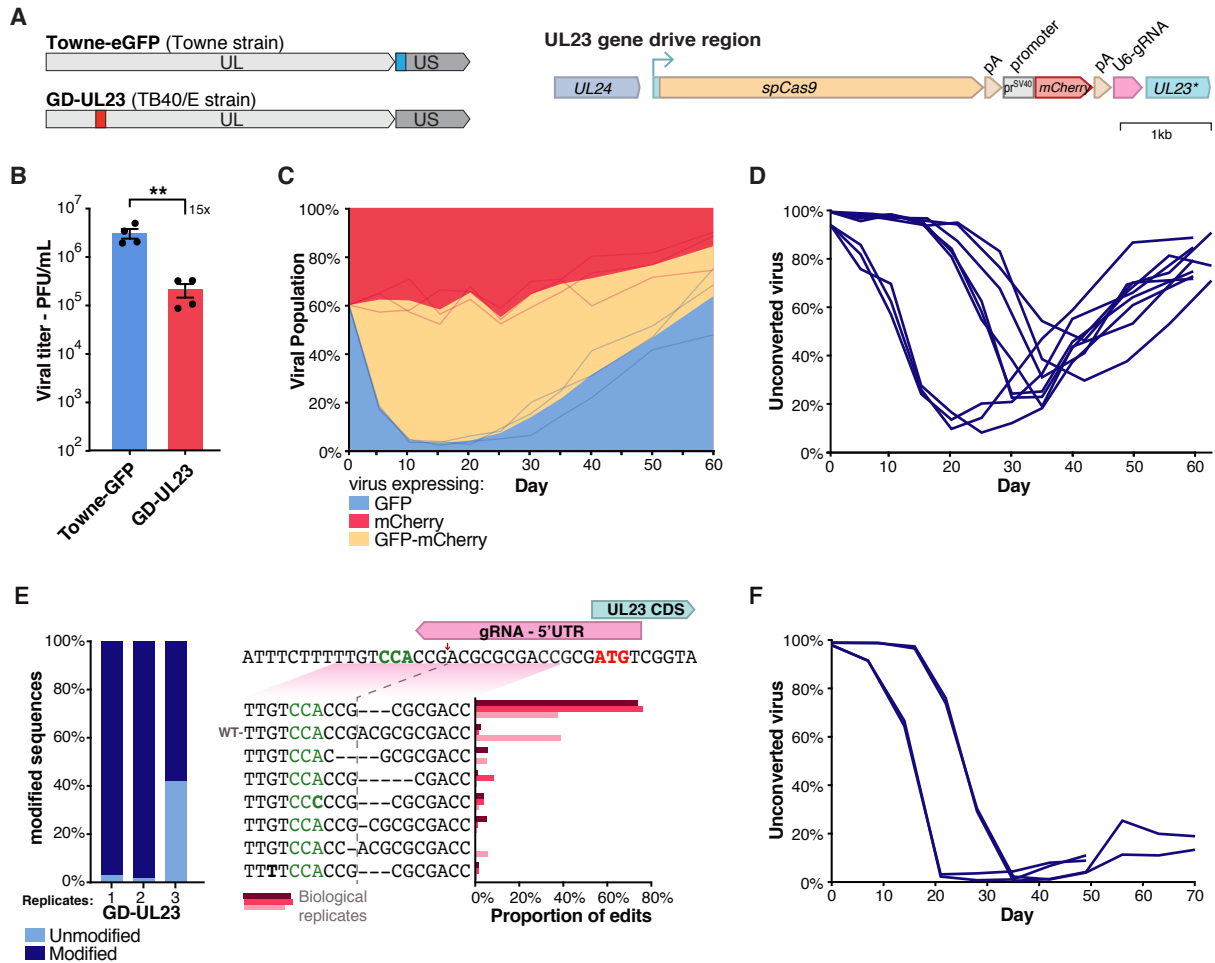 A
Towne-eGFP (Towne strain)
UL
US
GD-UL23 (TB40/E strain)
UL
US
UL23 gene drive region
UL24
spCas9
pA
promoter
prSV40
mCherry
pA
U6-gRNA
UL23*
1kb
B
Viral titer - PFU/mL
10^7
10^6
10^5
10^4
10^3
10^2
**
15x
Towne-GFP
GD-UL23
C
Viral Population
100%
80%
60%
40%
20%
0%
0 10 20 30 40 50 60
Day
virus expressing:
GFP
mCherry
GFP-mCherry
D
Unconverted virus
100%
80%
60%
40%
20%
0%
0 10 20 30 40 50 60
Day
E
modified sequences
100%
80%
60%
40%
20%
0%
Replicates: 1 2 3
GD-UL23
Unmodified
Modified
UL23 CDS
gRNA - 5'UTR
ATTTCTTTTTGTCCACCGACGCGCGACCGCGATGTCGGTA
TTGTCCACCG---CGCGACC
WT-TTGTCCACCGACGCGCGACC
TTGTCCAC----GCGCGACC
TTGTCCACCG-----CGACC
TTGTCCCCCG---CGCGACC
TTGTCCACCG-CGCGCGACC
TTGTCCACC-ACGCGCGACC
TTTTCCACCG---CGCGACC
Biological
replicates
0% 20% 40% 60% 80%
Proportion of edits
F
Unconverted virus
100%
80%
60%
40%
20%
0%
0 10 20 30 40 50 60 70
Day